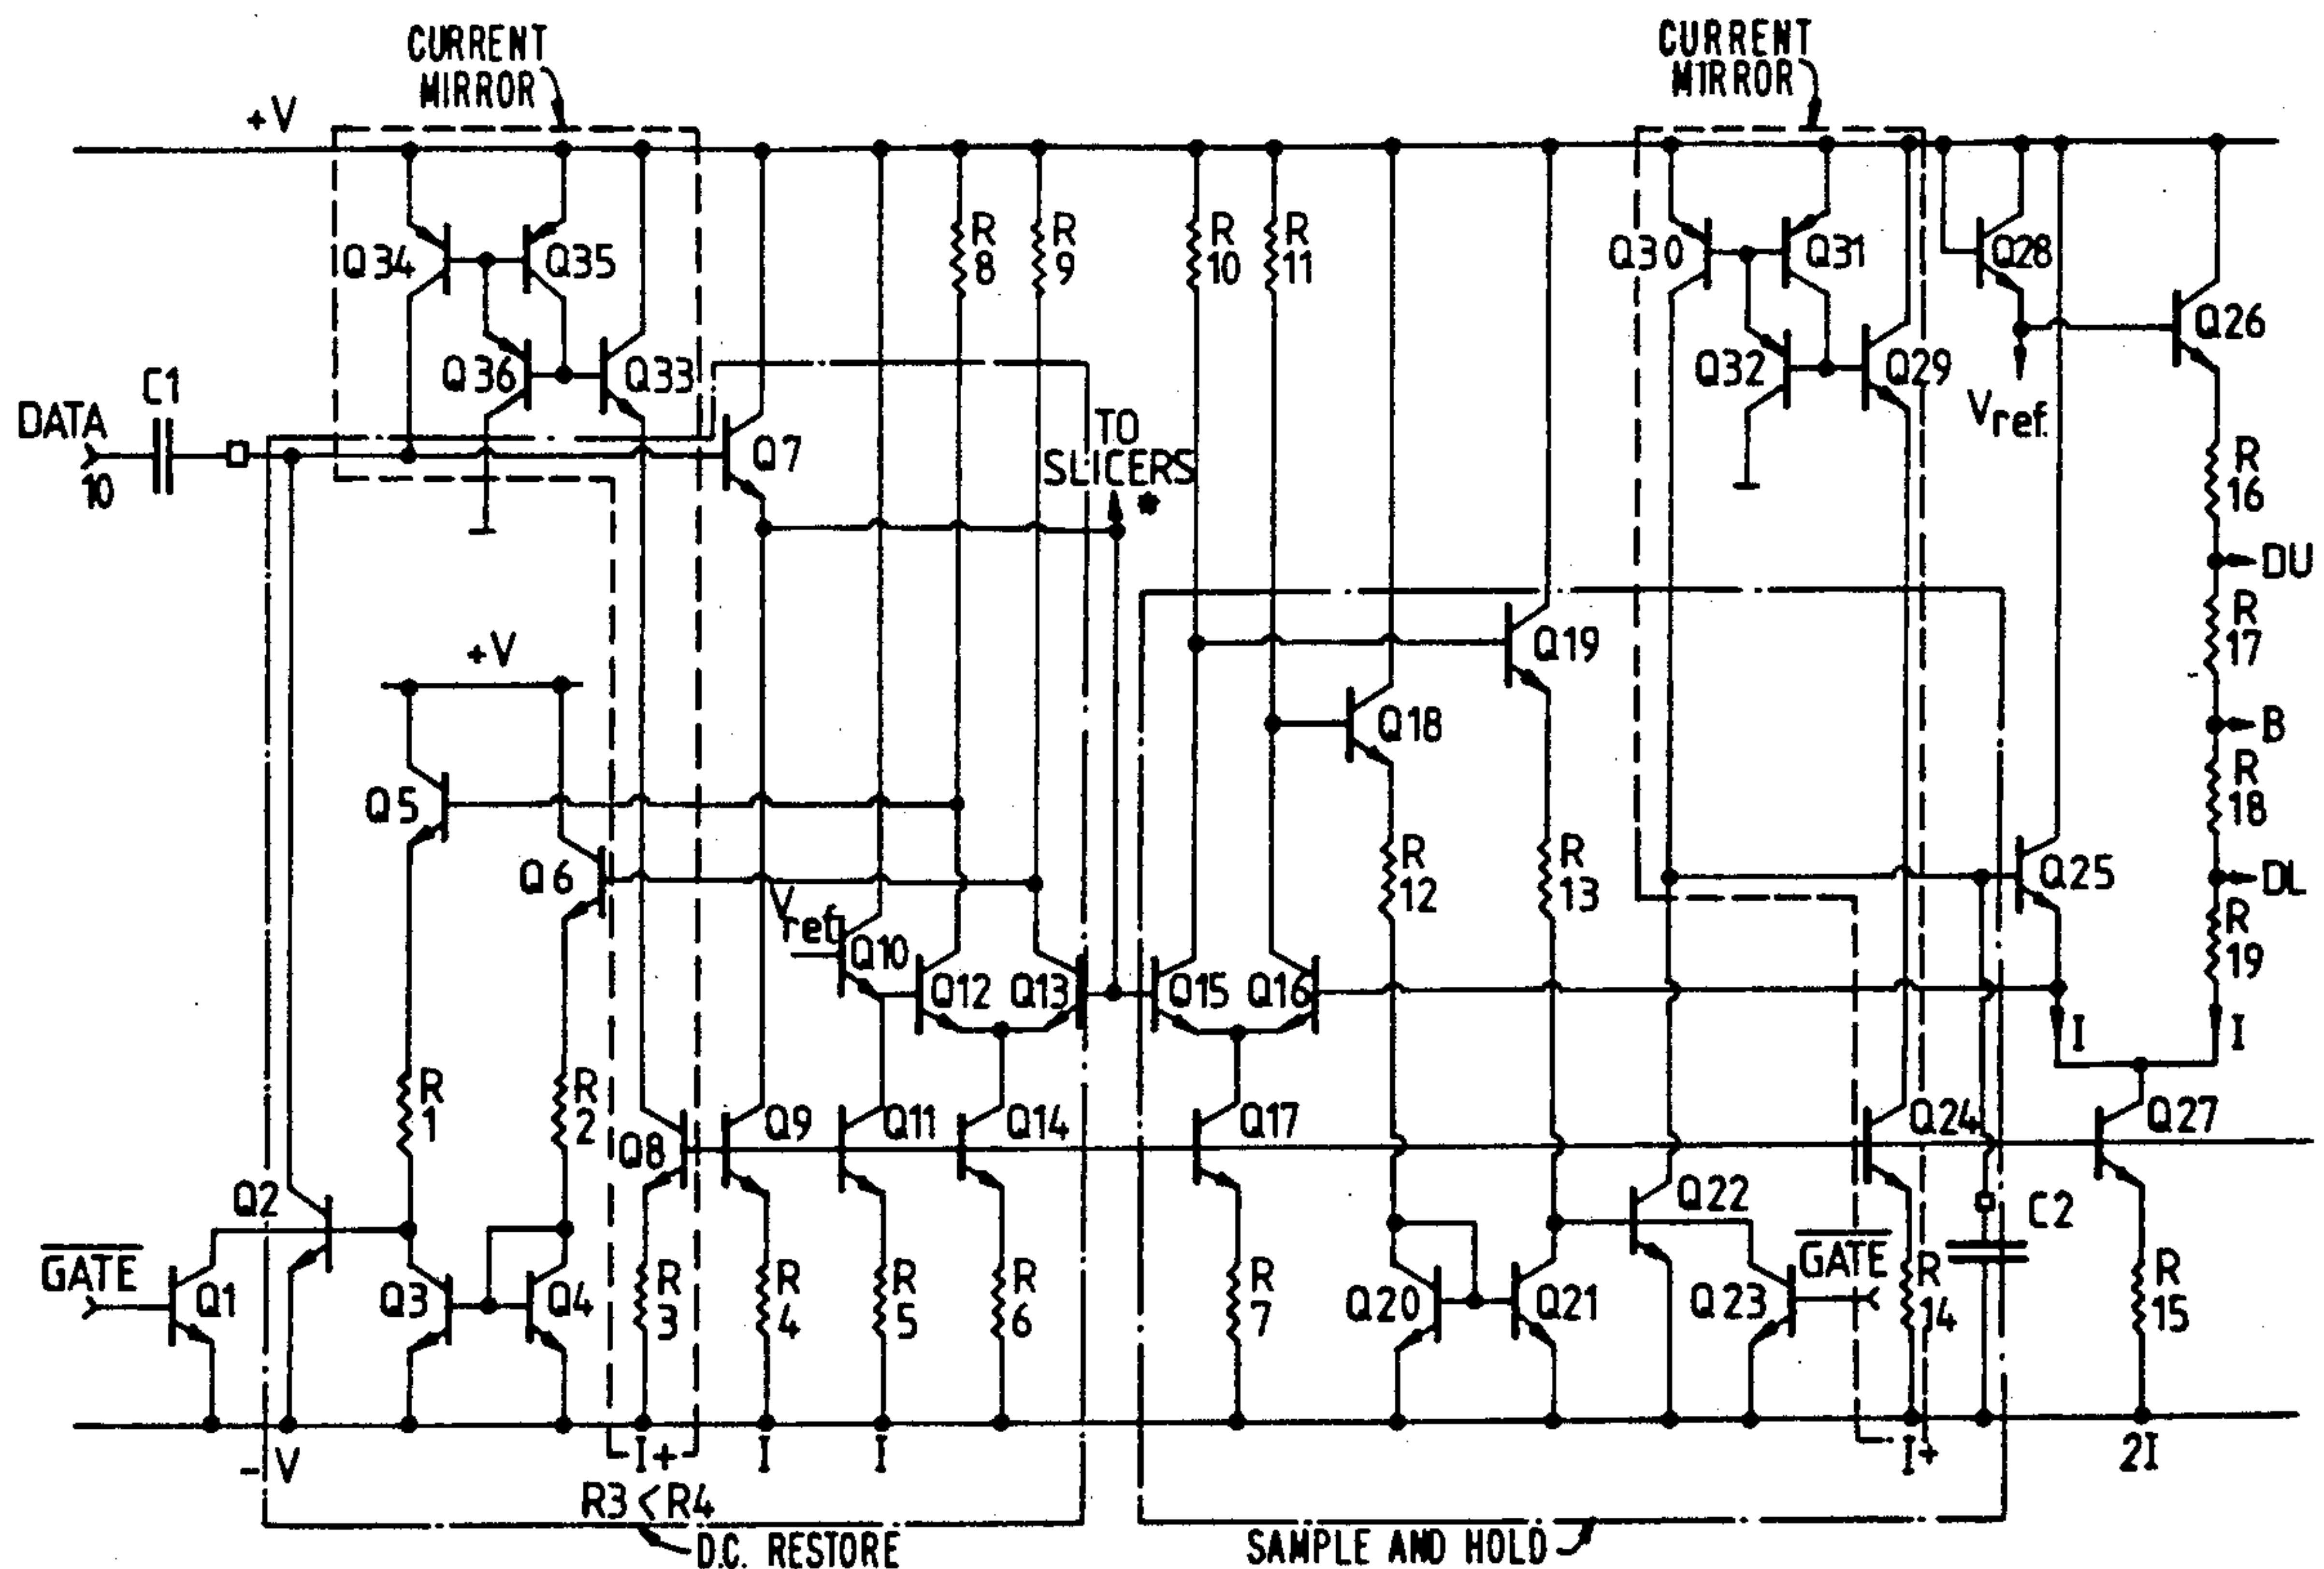 CURRENT
MIRROR
CURRENT
MIRROR
+V
Q34
Q35
R
8
R
9
R
10
R
11
Q30
Q31
Q28
Q26
Q36
Q33
Q32
Q29
Vref.
C1
DATA
10
Q7
TO
SLICERS
*
R
16
DU
R
17
+V
Q19
Q18
B
R
18
Q5
Q6
R
12
R
13
Q25
DL
R
19
Vref.
Q10
Q12
Q13
Q15
Q16
I
I
R
1
R
2
Q8
Q9
Q11
Q14
Q17
Q24
Q27
Q2
Q22
C2
GATE
Q1
Q3
Q4
R
3
R
4
R
5
R
6
R
7
Q20
Q21
Q23
GATE
R
14
R
15
-V
I+
I
I
I+
2I
R3<R4
D.C. RESTORE
SAMPLE AND HOLD